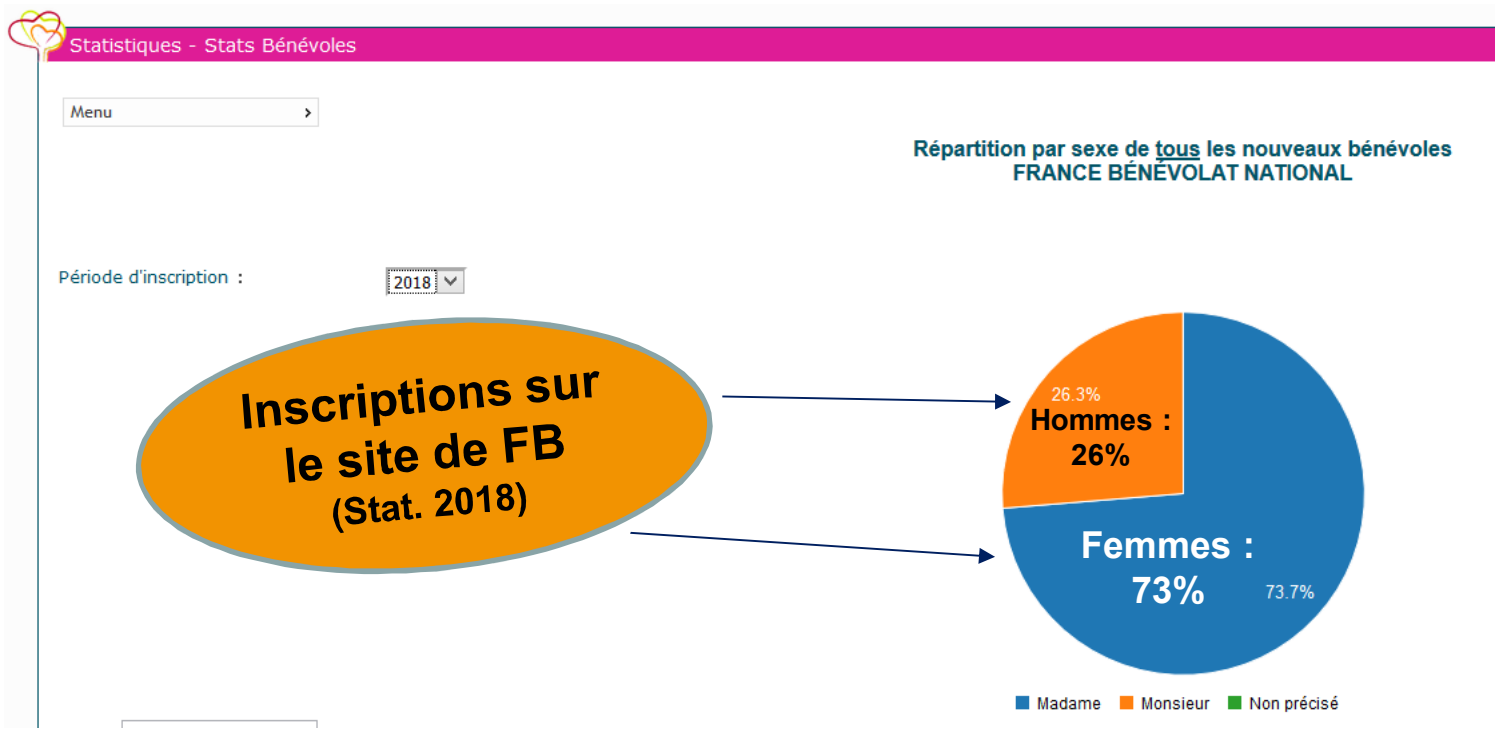 Statistiques - Stats Bénévoles
Menu
Répartition par sexe de tous les nouveaux bénévoles
FRANCE BÉNÉVOLAT NATIONAL
Période d'inscription :
2018
Inscriptions sur
le site de FB
(Stat. 2018)
26.3%
Hommes :
26%
Femmes :
73%
73.7%
Madame Monsieur Non précisé